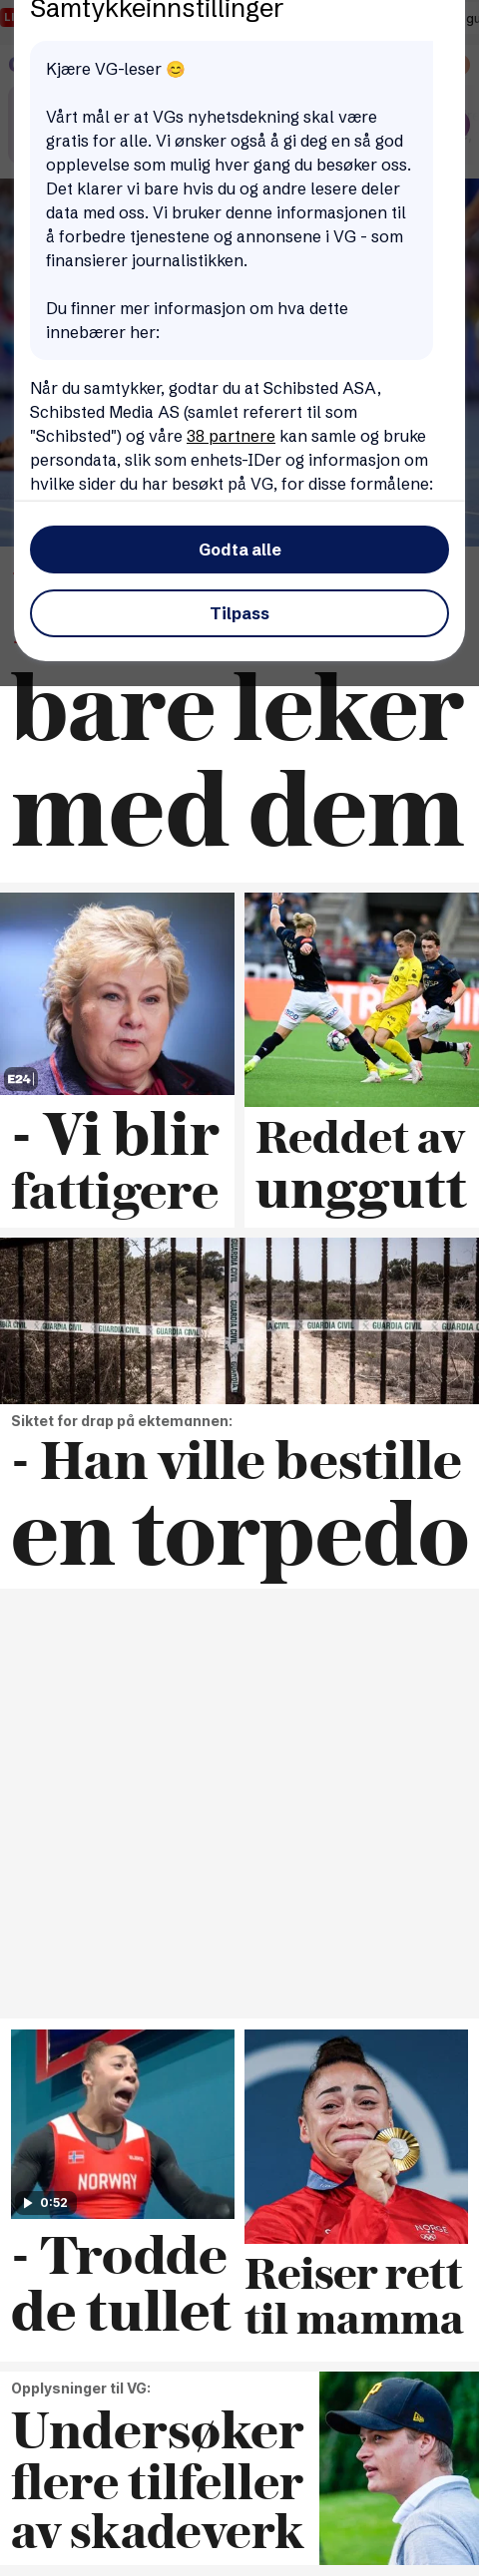 Samtykkeinnstillinger
Kjære VG-leser 😊
Vårt mål er at VGs nyhetsdekning skal være
gratis for alle. Vi ønsker også å gi deg en så god
opplevelse som mulig hver gang du besøker oss.
Det klarer vi bare hvis du og andre lesere deler
data med oss. Vi bruker denne informasjonen til
å forbedre tjenestene og annonsene i VG - som
finansierer journalistikken.
Du finner mer informasjon om hva dette
innebærer her:
Når du samtykker, godtar du at Schibsted ASA,
Schibsted Media AS (samlet referert til som
"Schibsted") og våre 38 partnere kan samle og bruke
persondata, slik som enhets-IDer og informasjon om
hvilke sider du har besøkt på VG, for disse formålene:
Godta alle
Tilpass
bare leker
med dem
E24
- Vi blir
fattigere
Reddet av
unggutt
GUARDIA CIVIL
GUARDIA CIVIL
GUARDIA CIVIL
GUARDIA CIVIL
GUARDIA CIVIL
Siktet for drap på ektemannen:
- Han ville bestille
en torpedo
NORWAY
0:52
NORGE
- Trodde
de tullet
Reiser rett
til mamma
Opplysninger til VG:
Undersøker
flere tilfeller
av skadeverk